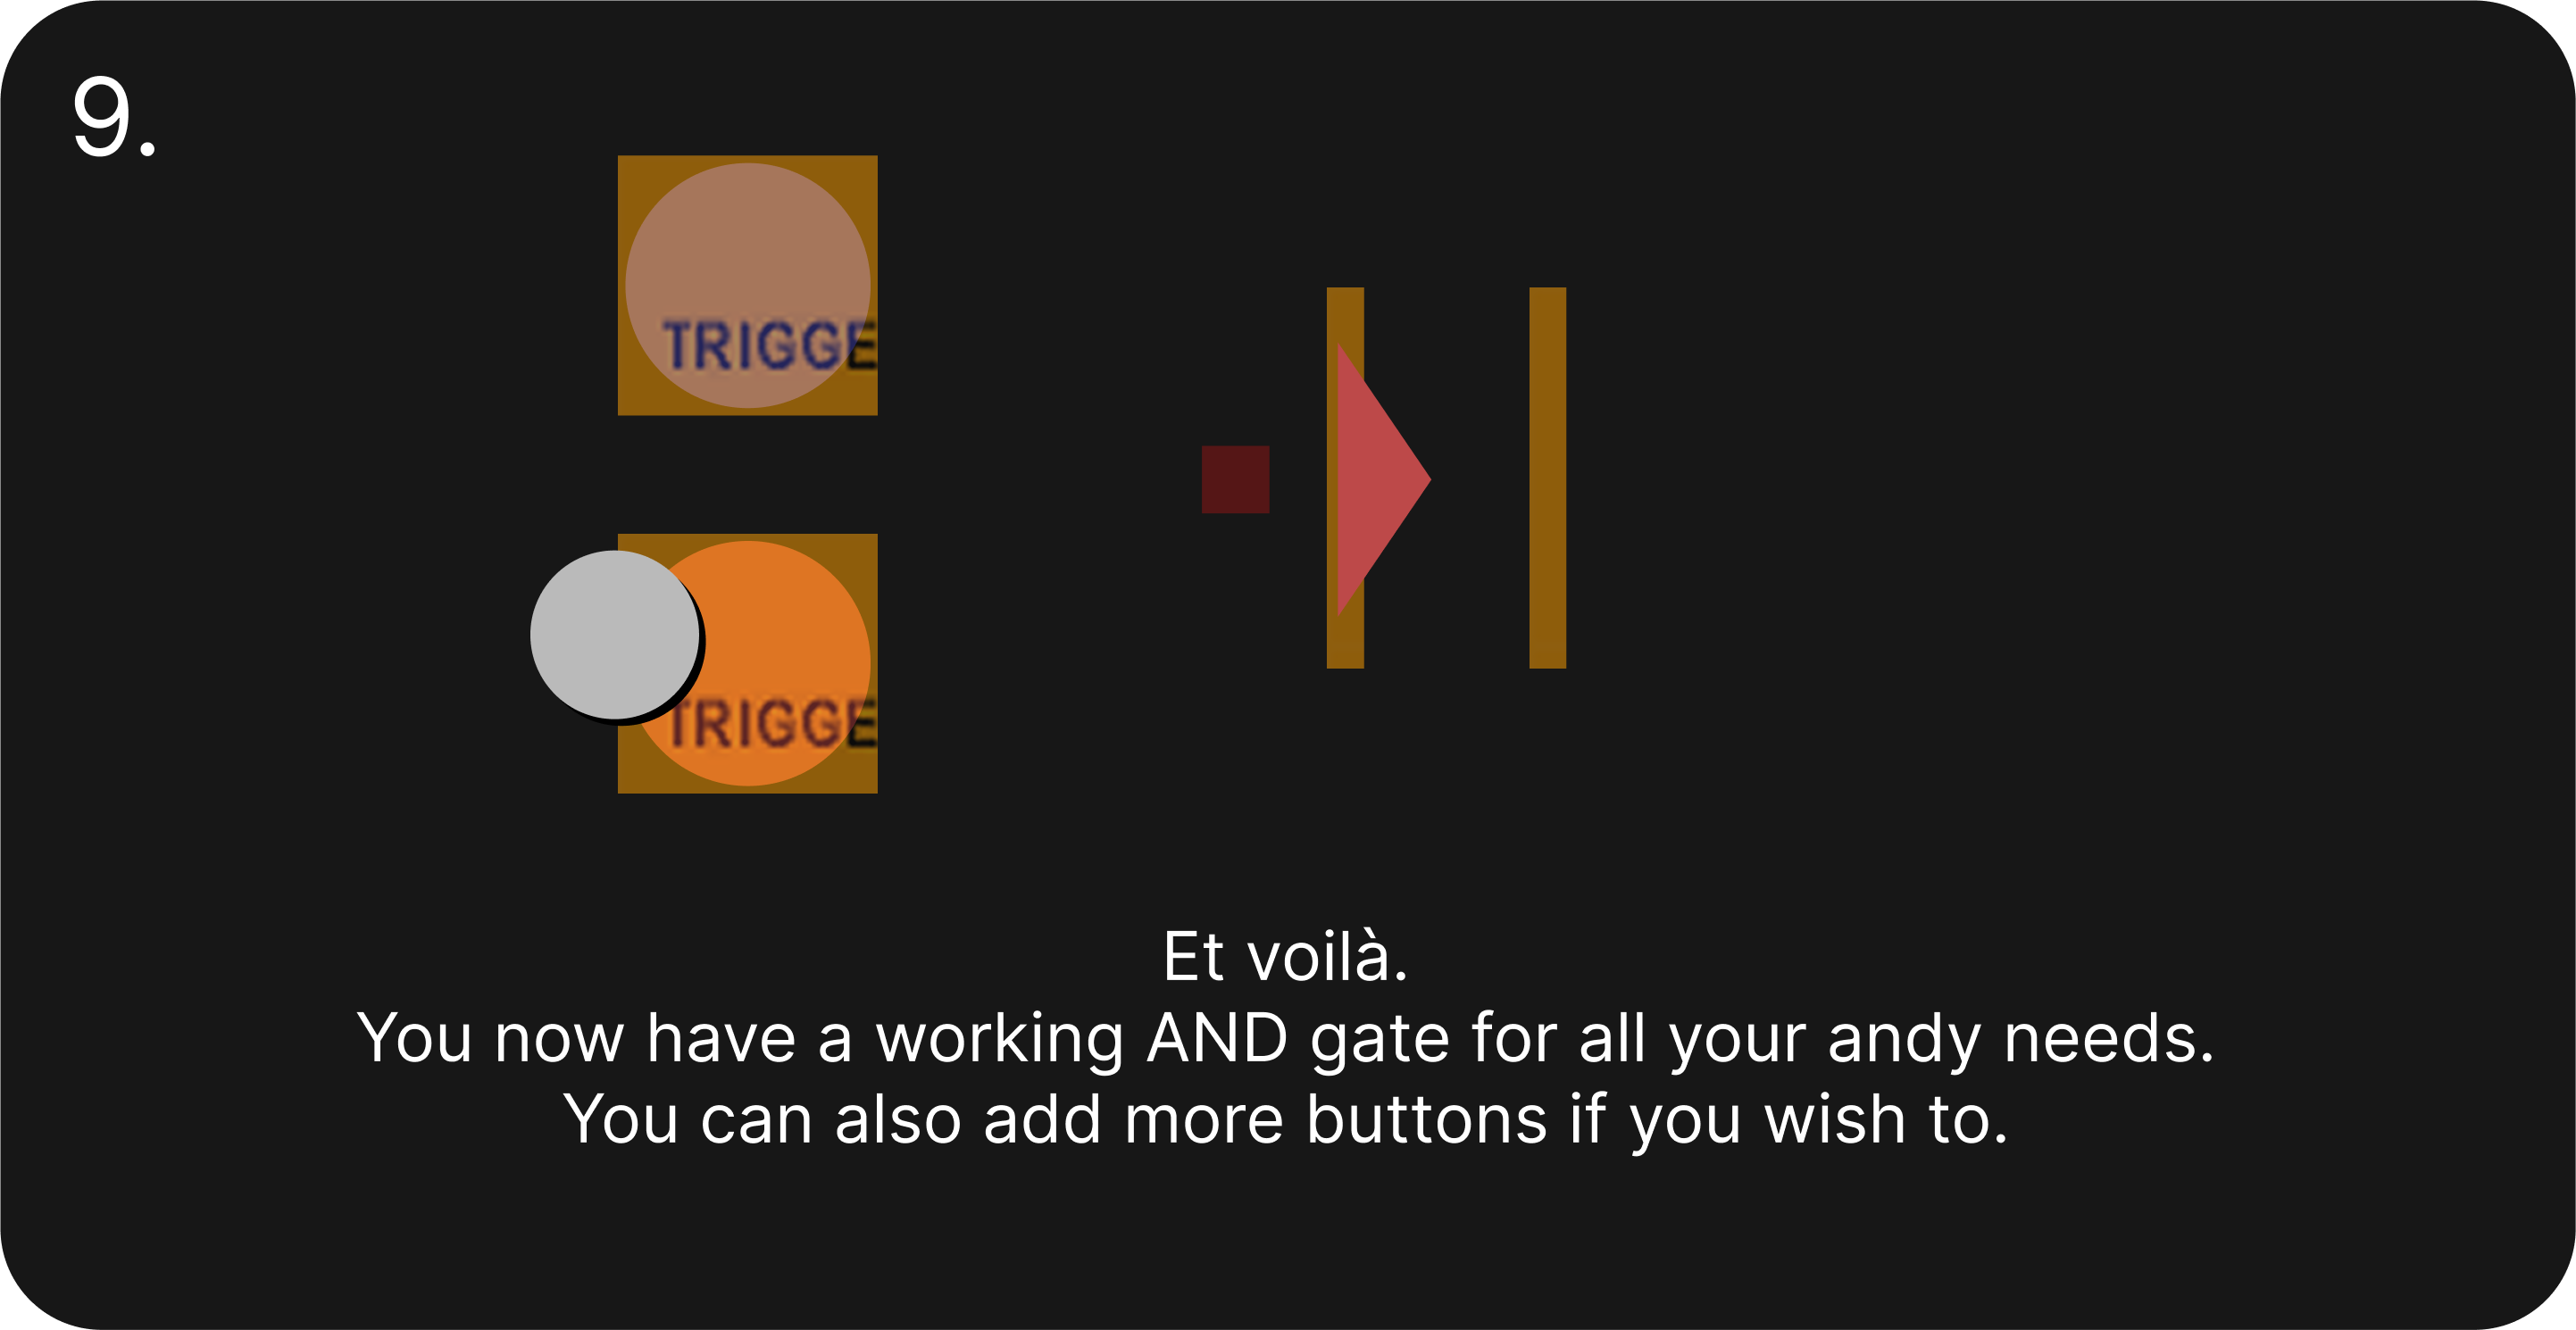 9.
TRIGGE
TRIGGE
Et voilà.
You now have a working AND gate for all your andy needs.
You can also add more buttons if you wish to.